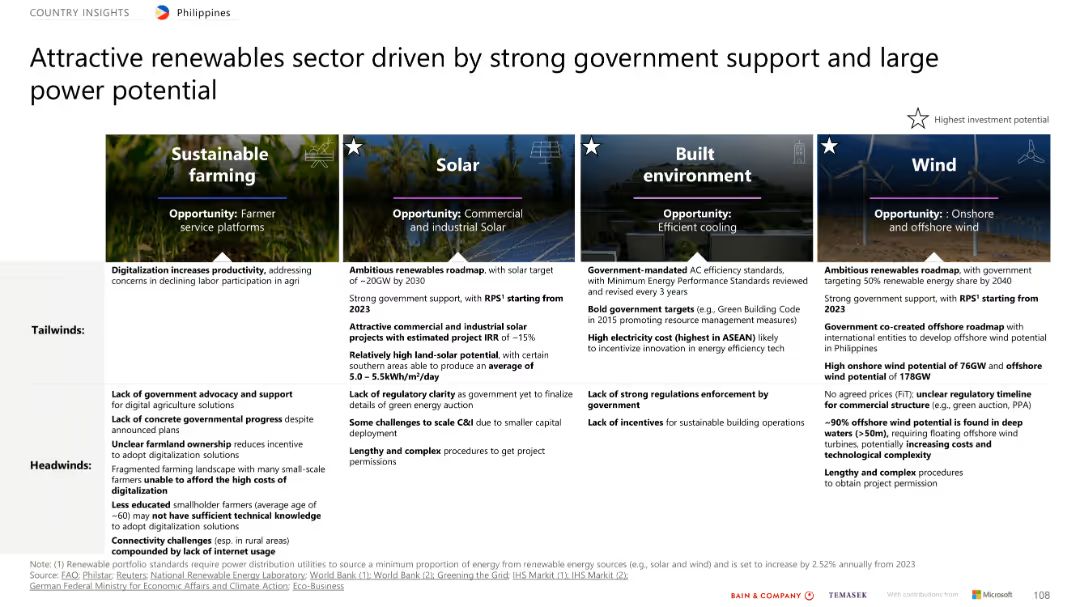 COUNTRY INSIGHTS
Philippines
Attractive renewables sector driven by strong government support and large
power potential
Highest investment potential
Sustainable
farming
Opportunity: Farmer
service platforms
Solar
Opportunity: Commercial
and industrial Solar
Built
environment
Opportunity:
Efficient cooling
Wind
Opportunity: : Onshore
and offshore wind
Tailwinds:
Digitalization increases productivity, addressing
concerns in declining labor participation in agri
Ambitious renewables roadmap, with solar target
of ~20GW by 2030
Strong government support, with RPS¹ starting from
2023
Attractive commercial and industrial solar
projects with estimated project IRR of ~15%
Relatively high land-solar potential, with certain
southern areas able to produce an average of
5.0 – 5.5kWh/m²/day
Government-mandated AC efficiency standards,
with Minimum Energy Performance Standards reviewed
and revised every 3 years
Bold government targets (e.g., Green Building Code
in 2015 promoting resource management measures)
High electricity cost (highest in ASEAN) likely
to incentivize innovation in energy efficiency tech
Ambitious renewables roadmap, with government
targeting 50% renewable energy share by 2040
Strong government support, with RPS¹ starting from
2023
Government co-created offshore roadmap with
international entities to develop offshore wind potential
in Philippines
High onshore wind potential of 76GW and offshore
wind potential of 178GW
Headwinds:
Lack of government advocacy and support
for digital agriculture solutions
Lack of concrete governmental progress despite
announced plans
Unclear farmland ownership reduces incentive
to adopt digitalization solutions
Fragmented farming landscape with many small-scale
farmers unable to afford the high costs of
digitalization
Less educated smallholder farmers (average age of
~60) may not have sufficient technical knowledge
to adopt digitalization solutions
Connectivity challenges (esp. in rural areas)
compounded by lack of internet usage
Lack of regulatory clarity as government yet to finalize
details of green energy auction
Some challenges to scale C&I due to smaller capital
deployment
Lengthy and complex procedures to get project
permissions
Lack of strong regulations enforcement by
government
Lack of incentives for sustainable building operations
No agreed prices (FiT); unclear regulatory timeline
for commercial structure (e.g., green auction, PPA)
~90% offshore wind potential is found in deep
waters (>50m), requiring floating offshore wind
turbines, potentially increasing costs and
technological complexity
Lengthy and complex procedures
to obtain project permission
Note: (1) Renewable portfolio standards require power distribution utilities to source a minimum proportion of energy from renewable energy sources (e.g., solar and wind) and is set to increase by 2.52% annually from 2023
Source: FAO; Philstar; Reuters; National Renewable Energy Laboratory; World Bank (1); World Bank (2); Greening the Grid; IHS Markit (1); IHS Markit (2);
German Federal Ministry for Economic Affairs and Climate Action; Eco-Business
BAIN & COMPANY
TEMASEK
With contributions from
Microsoft
108